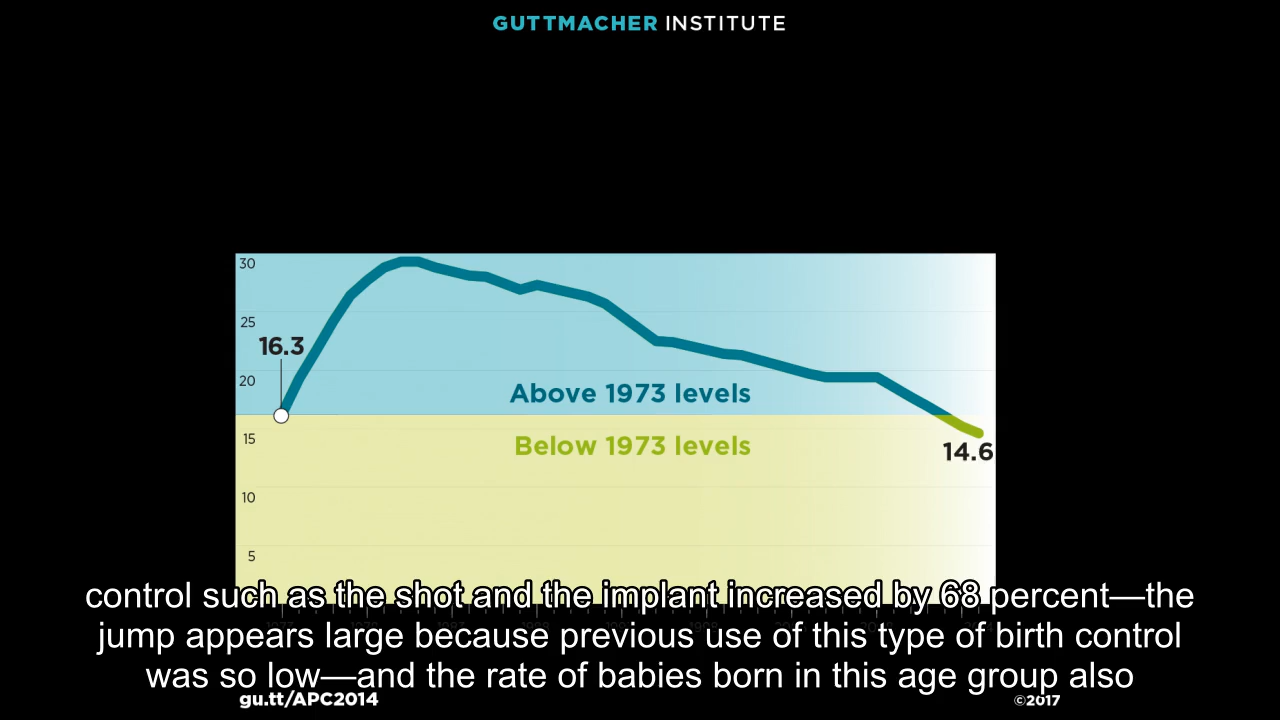 GUTTMACHER INSTITUTE
30
25
16.3
20
Above 1973 levels
15
Below 1973 levels
14.6
10
5
control such as the shot and the implant increased by 68 percent—the
jump appears large because previous use of this type of birth control
was so low—and the rate of babies born in this age group also
gu.tt/APC2014
©2017